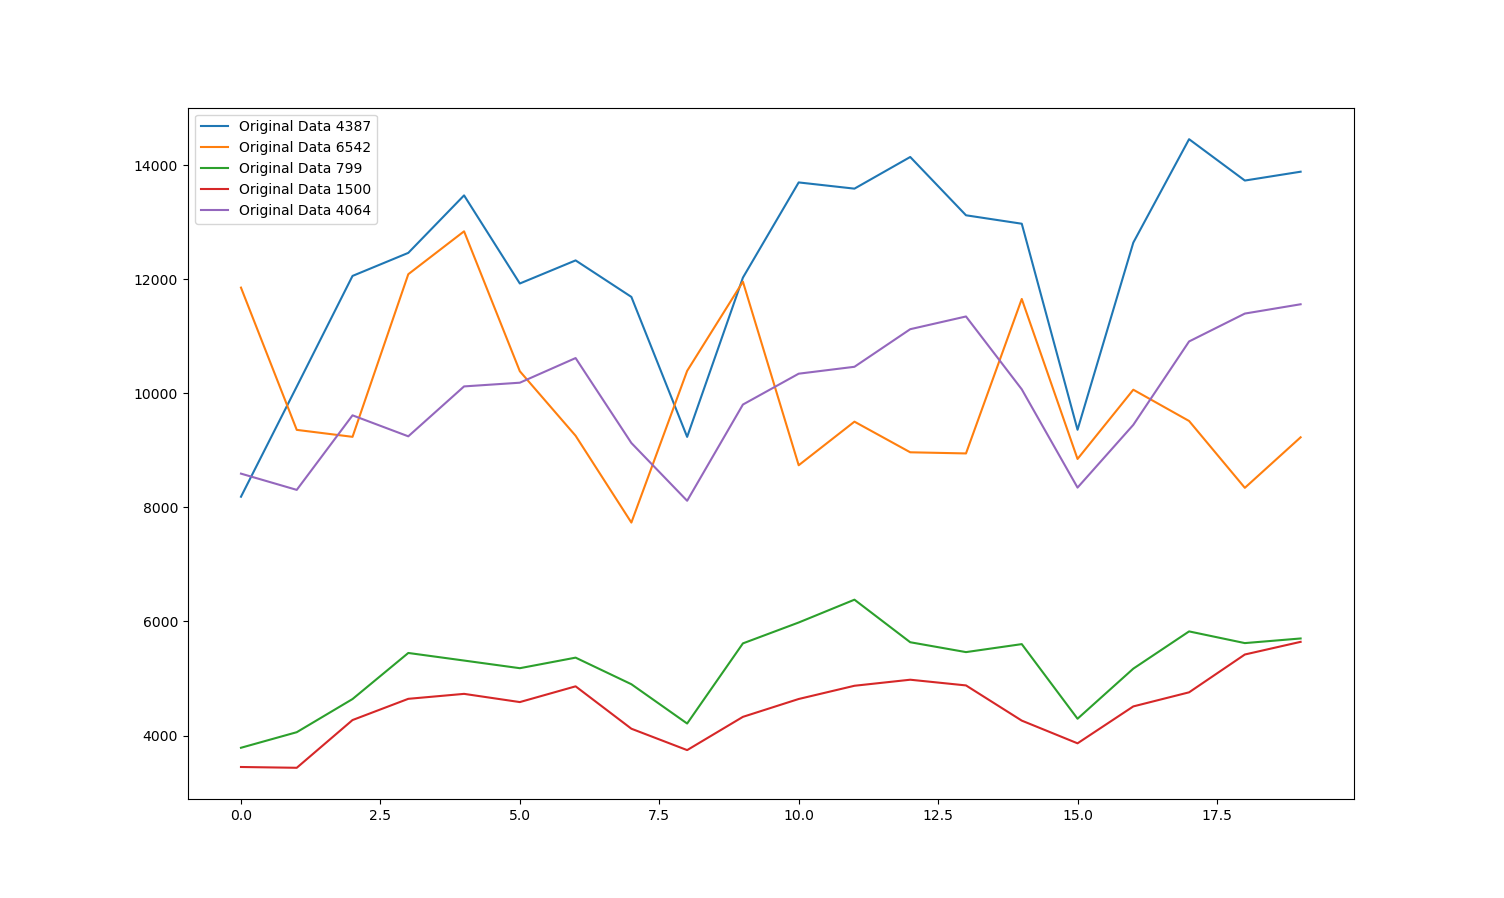 Original Data 4387
Original Data 6542
Original Data 799
Original Data 1500
Original Data 4064
14000
12000
10000
8000
6000
4000
0.0 2.5 5.0 7.5 10.0 12.5 15.0 17.5